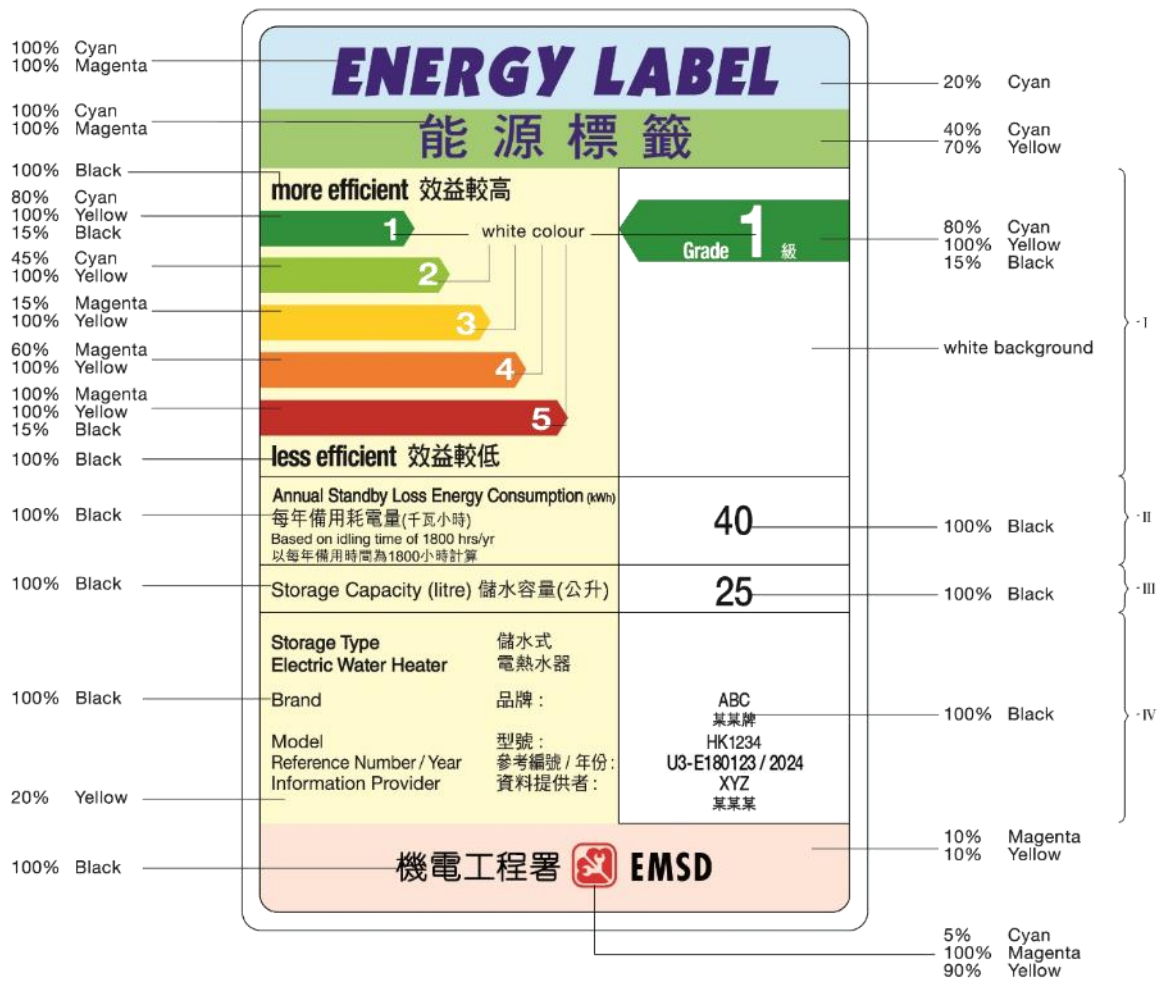 100% Cyan
100% Magenta
100% Cyan
100% Magenta
100% Black
80% Cyan
100% Yellow
15% Black
45% Cyan
100% Yellow
15% Magenta
100% Yellow
60% Magenta
100% Yellow
100% Magenta
100% Yellow
15% Black
100% Black
100% Black
100% Black
100% Black
20% Yellow
100% Black
ENERGY LABEL
能源標籤
more efficient 效益較高
1
2
3
4
5
white colour
less efficient 效益較低
Grade 1 級
Annual Standby Loss Energy Consumption (kWh)
每年備用耗電量(千瓦小時)
Based on idling time of 1800 hrs/yr
以每年備用時間為1800小時計算
40
Storage Capacity (litre) 儲水容量(公升)
25
Storage Type 儲水式
Electric Water Heater 電熱水器
Brand 品牌 : ABC
某某牌
Model 型號 : HK1234
Reference Number / Year 參考編號 / 年份 : U3-E180123 / 2024
Information Provider 資料提供者 : XYZ
某某某
機電工程署 EMSD
20% Cyan
40% Cyan
70% Yellow
80% Cyan
100% Yellow
15% Black
white background
100% Black
100% Black
100% Black
10% Magenta
10% Yellow
5% Cyan
100% Magenta
90% Yellow
-I
-II
-III
-IV